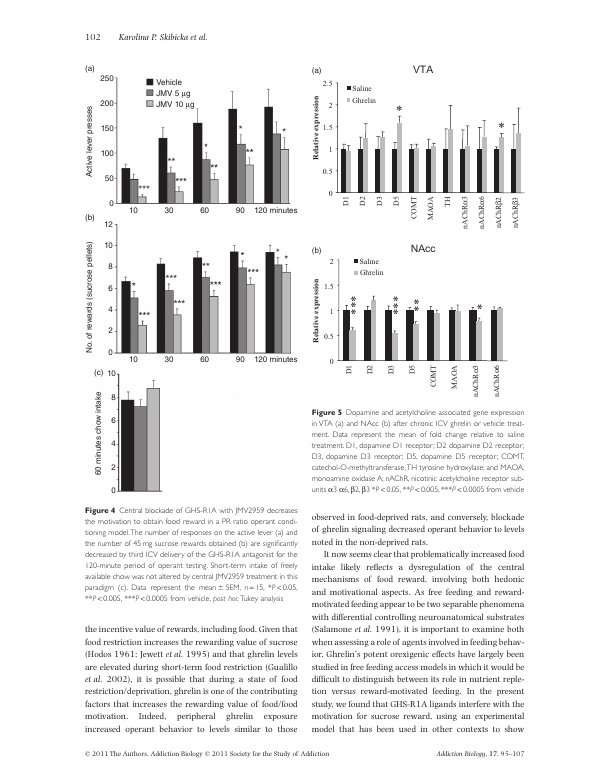 102 Karolina P. Skibicka et al.
(a)
Active lever presses
250
200
150
100
50
0
Vehicle
JMV 5 µg
JMV 10 µg
***
**
***
*
**
*
**
*
10 30 60 90 120 minutes
(b)
No. of rewards (sucrose pellets)
12
10
8
6
4
2
0
*
***
***
***
**
***
*
***
*
*
10 30 60 90 120 minutes
(c)
60 minutes chow intake
10
8
6
4
2
0
Figure 4 Central blockade of GHS-R1A with JMV2959 decreases
the motivation to obtain food reward in a PR ratio operant condi-
tioning model. The number of responses on the active lever (a) and
the number of 45 mg sucrose rewards obtained (b) are significantly
decreased by third ICV delivery of the GHS-R1A antagonist for the
120-minute period of operant testing. Short-term intake of freely
available chow was not altered by central JMV2959 treatment in this
paradigm (c). Data represent the mean ± SEM, n = 15, *P < 0.05,
**P < 0.005, ***P < 0.0005 from vehicle, post hoc Tukey analysis
the incentive value of rewards, including food. Given that
food restriction increases the rewarding value of sucrose
(Hodos 1961; Jewett et al. 1995) and that ghrelin levels
are elevated during short-term food restriction (Gualillo
et al. 2002), it is possible that during a state of food
restriction/deprivation, ghrelin is one of the contributing
factors that increases the rewarding value of food/food
motivation. Indeed, peripheral ghrelin exposure
increased operant behavior to levels similar to those
(a)
VTA
Relative expression
2.5
2
1.5
1
0.5
0
Saline
Ghrelin
*
*
D1 D2 D3 D5 COMT MAOA TH nAChRα3 nAChRα6 nAChRβ2 nAChRβ3
(b)
NAcc
Relative expression
2
1.5
1
0.5
0
Saline
Ghrelin
***
***
**
*
D1 D2 D3 D5 COMT MAOA nAChRα3 nAChRα6
Figure 5 Dopamine and acetylcholine associated gene expression
in VTA (a) and NAcc (b) after chronic ICV ghrelin or vehicle treat-
ment. Data represent the mean of fold change relative to saline
treatment. D1, dopamine D1 receptor; D2 dopamine D2 receptor;
D3, dopamine D3 receptor; D5, dopamine D5 receptor; COMT,
catechol-O-methyltransferase, TH tyrosine hydroxylase; and MAOA,
monoamine oxidase A; nAChR, nicotinic acetylcholine receptor sub-
units α3 α6, β2, β3 *P < 0.05, **P < 0.005, ***P < 0.0005 from vehicle
observed in food-deprived rats, and conversely, blockade
of ghrelin signaling decreased operant behavior to levels
noted in the non-deprived rats.
It now seems clear that problematically increased food
intake likely reflects a dysregulation of the central
mechanisms of food reward, involving both hedonic
and motivational aspects. As free feeding and reward-
motivated feeding appear to be two separable phenomena
with differential controlling neuroanatomical substrates
(Salamone et al. 1991), it is important to examine both
when assessing a role of agents involved in feeding behav-
ior. Ghrelin's potent orexigenic effects have largely been
studied in free feeding access models in which it would be
difficult to distinguish between its role in nutrient reple-
tion versus reward-motivated feeding. In the present
study, we found that GHS-R1A ligands interfere with the
motivation for sucrose reward, using an experimental
model that has been used in other contexts to show
© 2011 The Authors. Addiction Biology © 2011 Society for the Study of Addiction
Addiction Biology, 17, 95–107